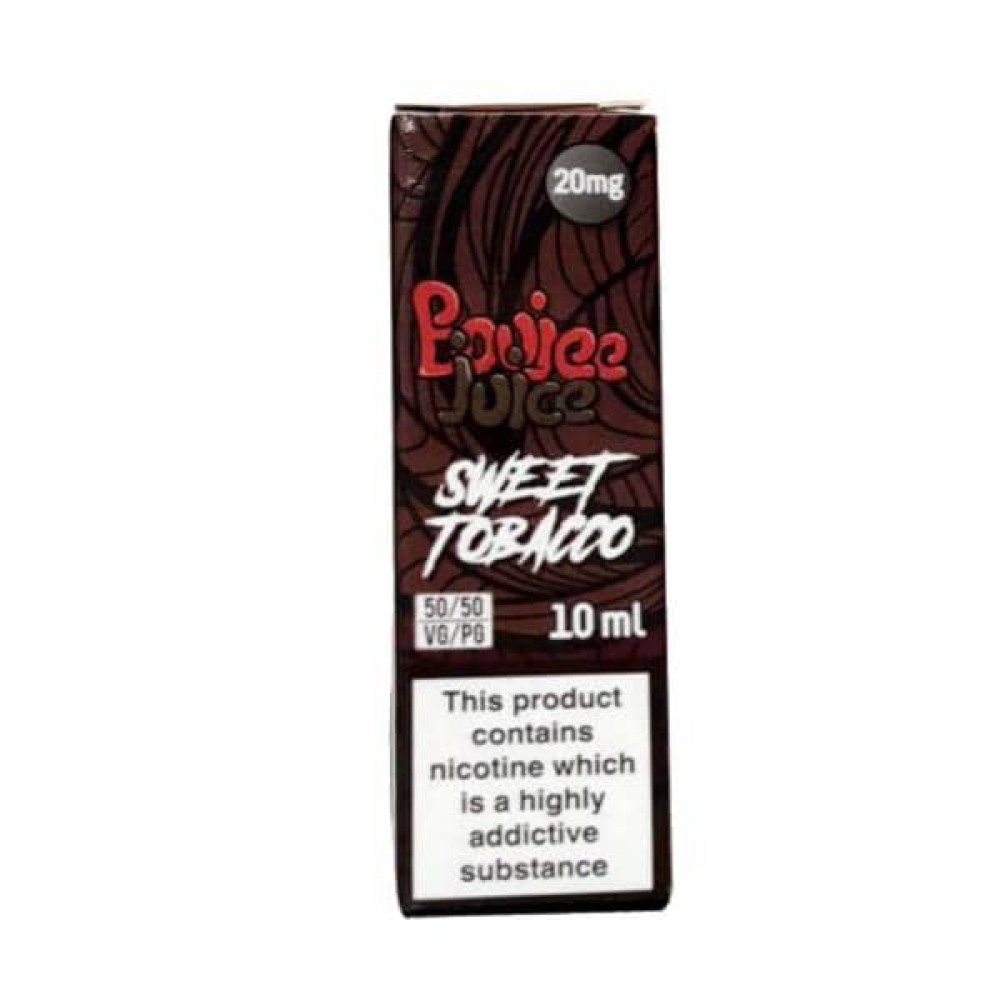 20mg
Boujee
Juice
SWEET
TOBACCO
50/50
VG/PG
10ml
This product
contains
nicotine which
is a highly
addictive
substance